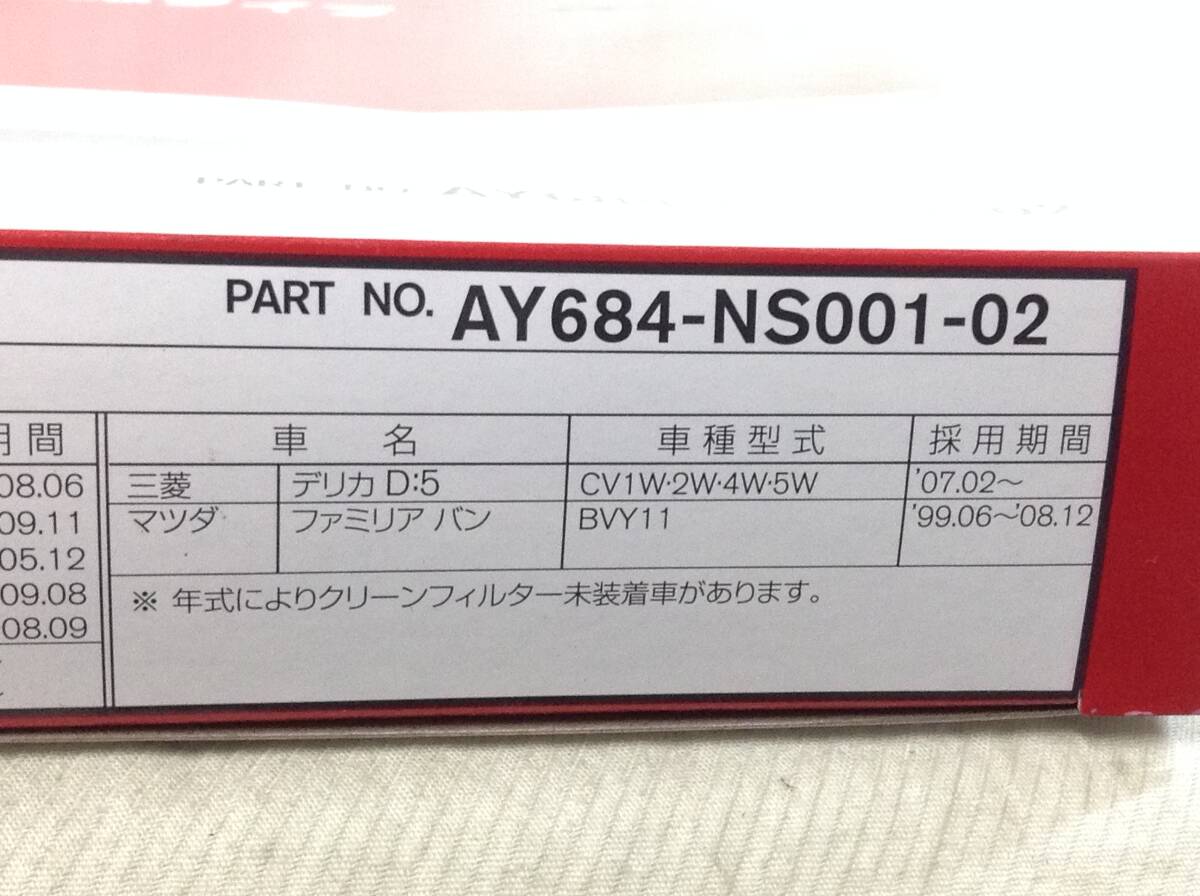 PART NO. AY684-NS001-02
期間 車名 車種型式 採用期間
08.06 三菱 デリカ D:5 CV1W·2W·4W·5W '07.02～
09.11 マツダ ファミリア バン BVY11 '99.06～'08.12
05.12
09.08 ※ 年式によりクリーンフィルター未装着車があります。
08.09